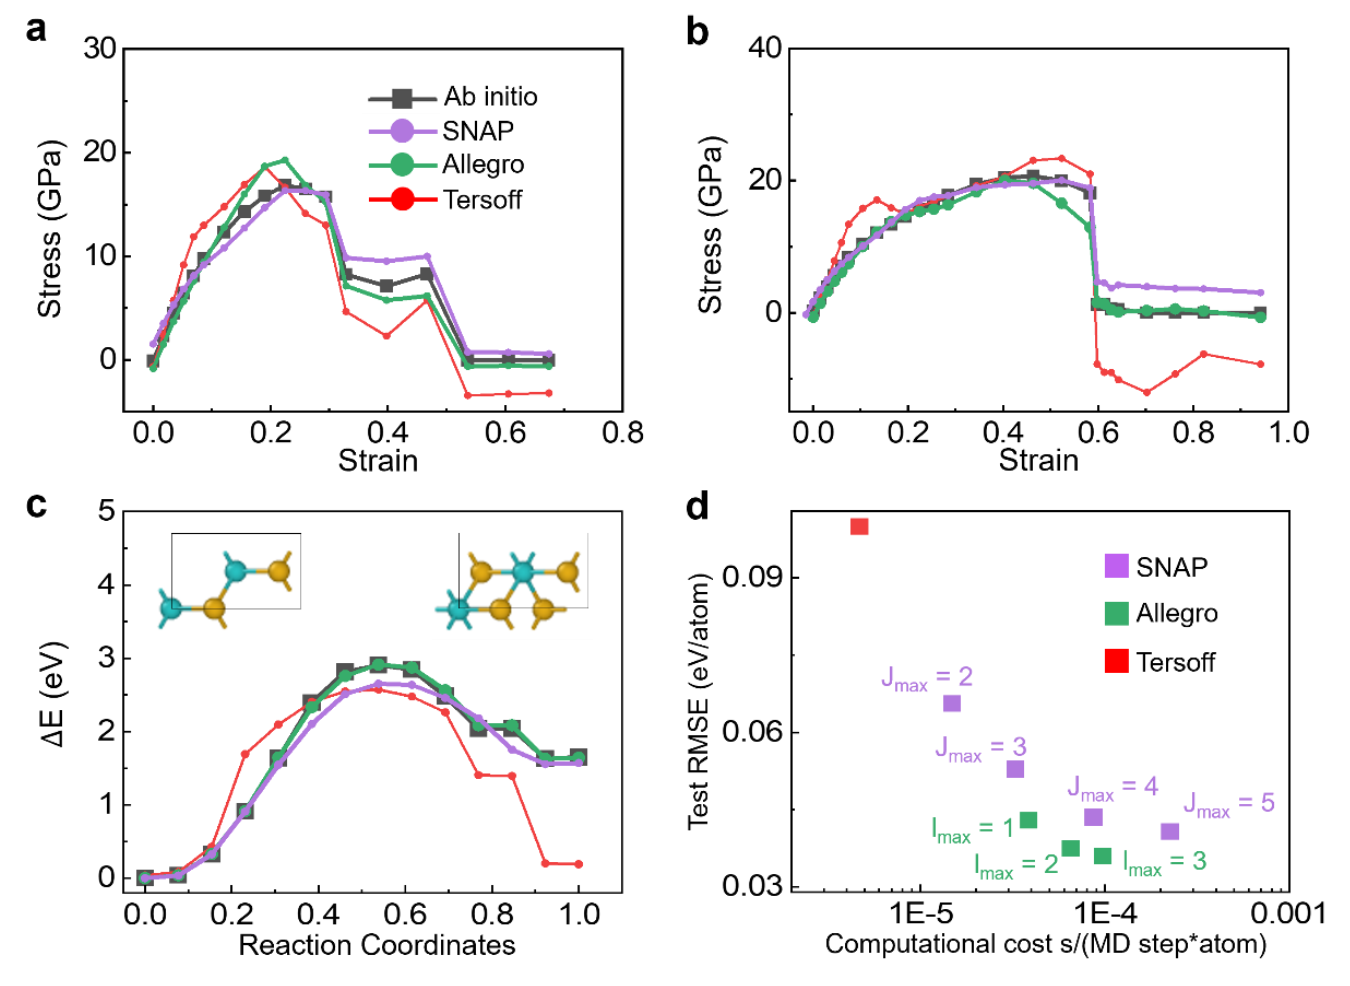 a
30
20
10
0
Stress (GPa)
Ab initio
SNAP
Allegro
Tersoff
0.0 0.2 0.4 0.6 0.8
Strain
b
40
20
0
Stress (GPa)
0.0 0.2 0.4 0.6 0.8 1.0
Strain
c
5
4
3
2
1
0
ΔE (eV)
0.0 0.2 0.4 0.6 0.8 1.0
Reaction Coordinates
d
0.09
0.06
0.03
Test RMSE (eV/atom)
SNAP
Allegro
Tersoff
Jmax = 2
Jmax = 3
Jmax = 4
Jmax = 5
lmax = 1
lmax = 2
lmax = 3
1E-5 1E-4 0.001
Computational cost s/(MD step*atom)